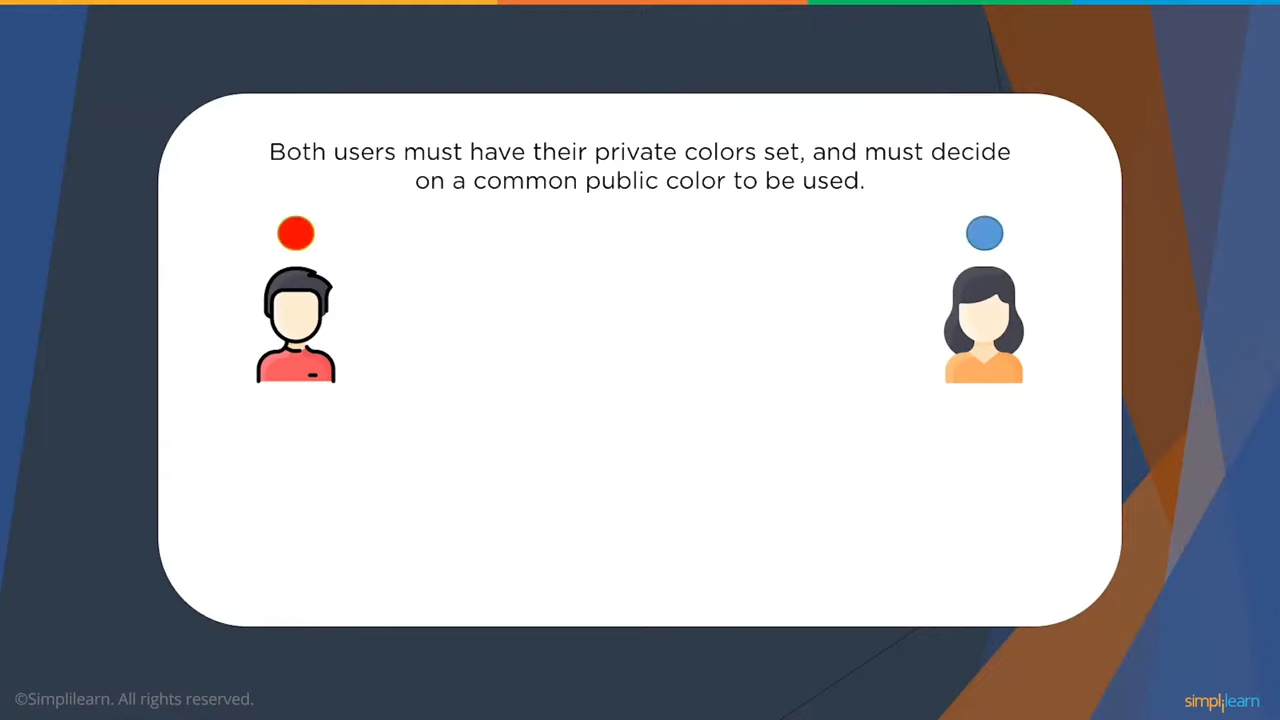 Both users must have their private colors set, and must decide
on a common public color to be used.
©Simplilearn. All rights reserved.
simplilearn